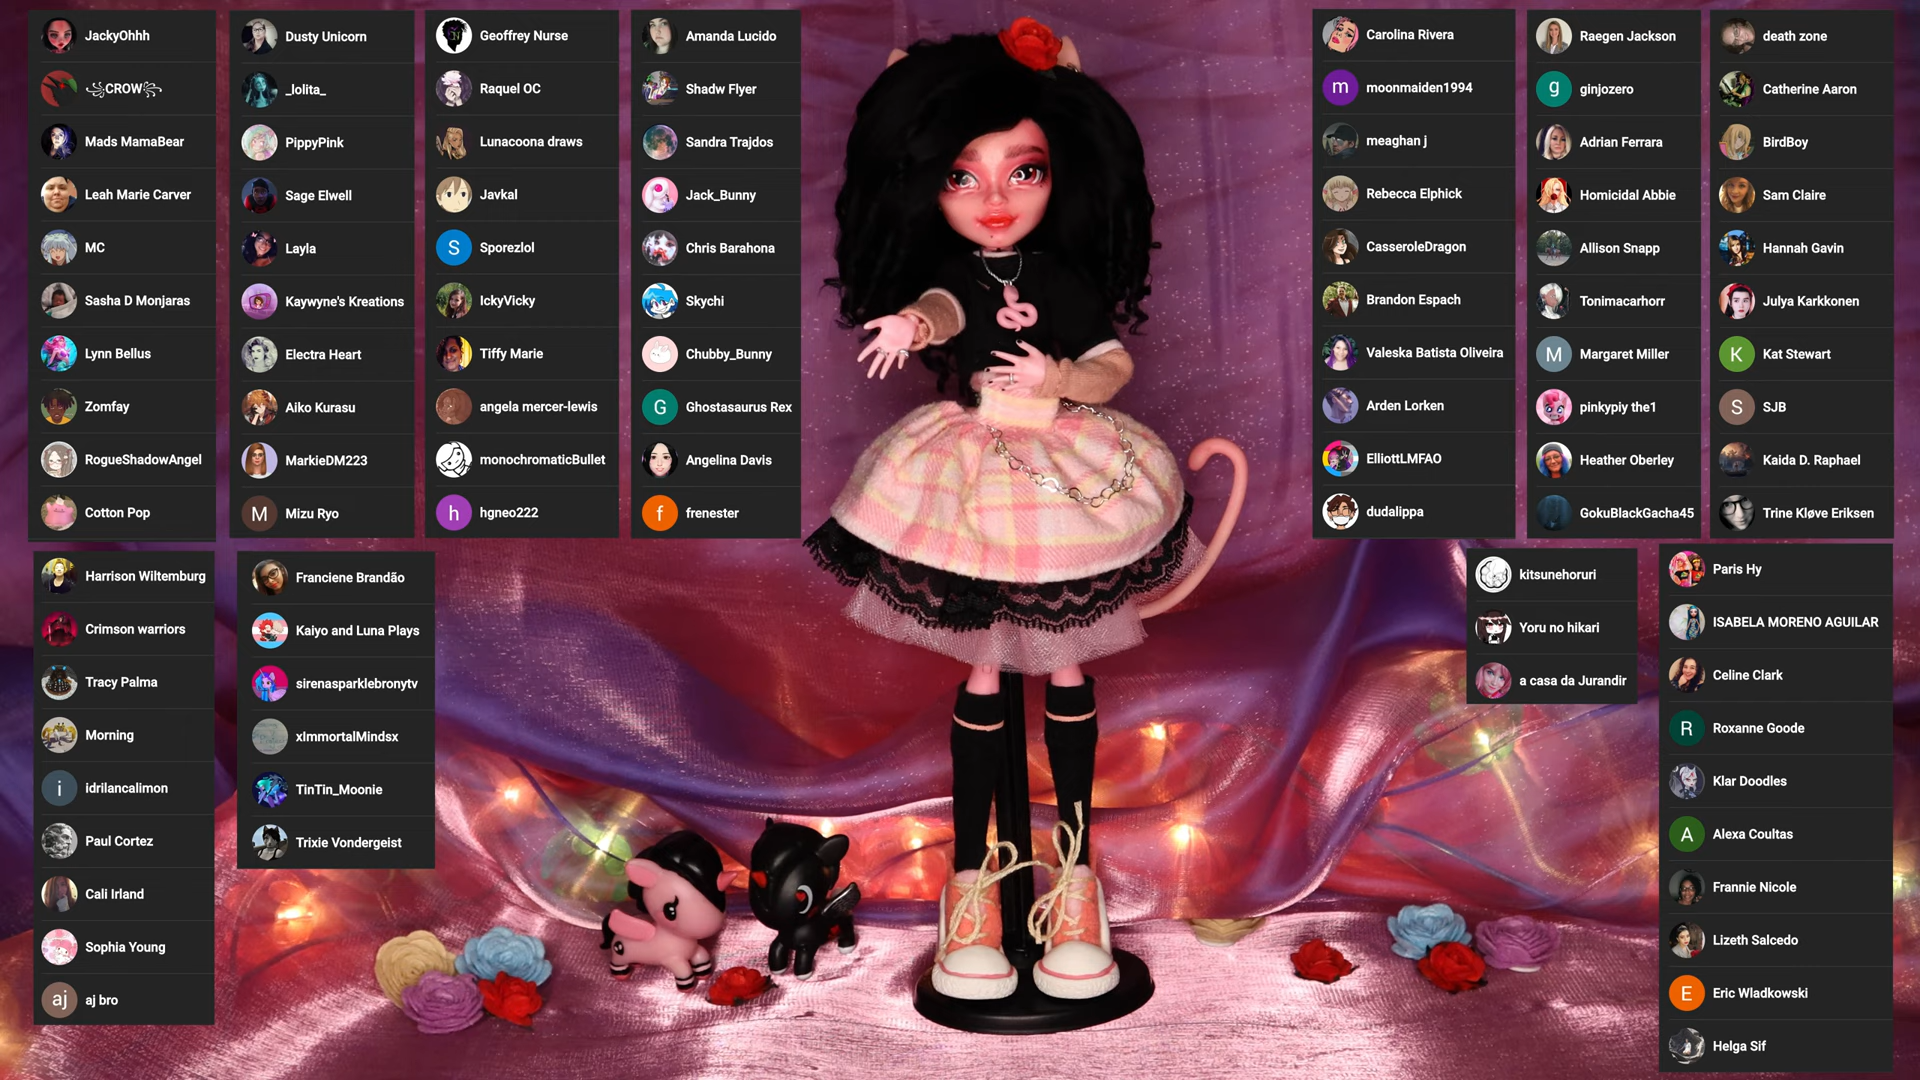 JackyOhhh
꧁CROW꧂
Mads MamaBear
Leah Marie Carver
MC
Sasha D Monjaras
Lynn Bellus
Zomfay
RogueShadowAngel
Cotton Pop
Dusty Unicorn
_lolita_
PippyPink
Sage Elwell
Layla
Kaywyne's Kreations
Electra Heart
Aiko Kurasu
MarkieDM223
M Mizu Ryo
Geoffrey Nurse
Raquel OC
Lunacoona draws
Javkal
S Sporezlol
IckyVicky
Tiffy Marie
angela mercer-lewis
monochromaticBullet
h hgneo222
Amanda Lucido
Shadw Flyer
Sandra Trajdos
Jack_Bunny
Chris Barahona
Skychi
Chubby_Bunny
G Ghostasaurus Rex
Angelina Davis
f frenester
Carolina Rivera
m moonmaiden1994
meaghan j
Rebecca Elphick
CasseroleDragon
Brandon Espach
Valeska Batista Oliveira
Arden Lorken
ElliottLMFAO
dudalippa
Raegen Jackson
g ginjozero
Adrian Ferrara
Homicidal Abbie
Allison Snapp
Tonimacarhorr
M Margaret Miller
pinkypiy the1
Heather Oberley
GokuBlackGacha45
death zone
Catherine Aaron
BirdBoy
Sam Claire
Hannah Gavin
Julya Karkkonen
K Kat Stewart
S SJB
Kaida D. Raphael
Trine Kløve Eriksen
Harrison Wiltemburg
Crimson warriors
Tracy Palma
Morning
i idrilancalimon
Paul Cortez
Cali Irland
Sophia Young
aj aj bro
Franciene Brandão
Kaiyo and Luna Plays
sirenasparklebronytv
xImmortalMindsx
TinTin_Moonie
Trixie Vondergeist
kitsunehoruri
Yoru no hikari
a casa da Jurandir
Paris Hy
ISABELA MORENO AGUILAR
Celine Clark
R Roxanne Goode
Klar Doodles
A Alexa Coultas
Frannie Nicole
Lizeth Salcedo
E Eric Wladkowski
Helga Sif